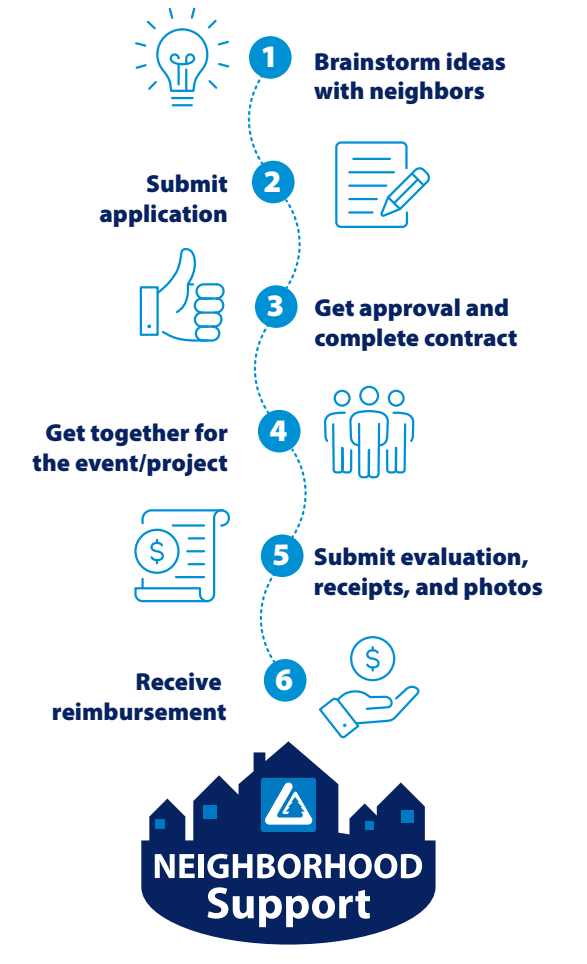 1
Brainstorm ideas
with neighbors
2
Submit
application
3
Get approval and
complete contract
4
Get together for
the event/project
$
5
Submit evaluation,
receipts, and photos
$
6
Receive
reimbursement
NEIGHBORHOOD
Support